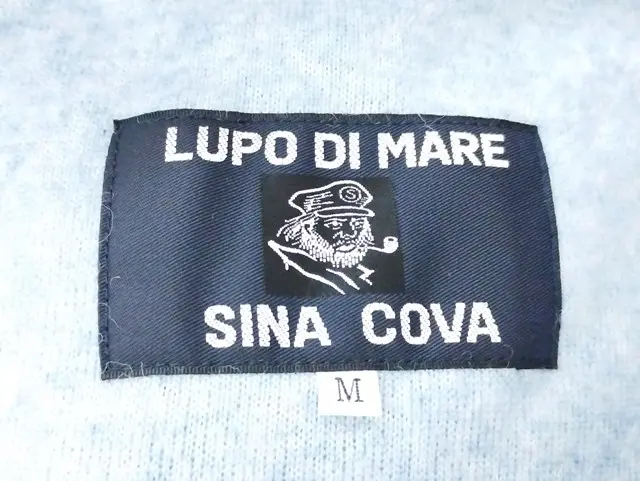 LUPO DI MARE
S
SINA COVA
M